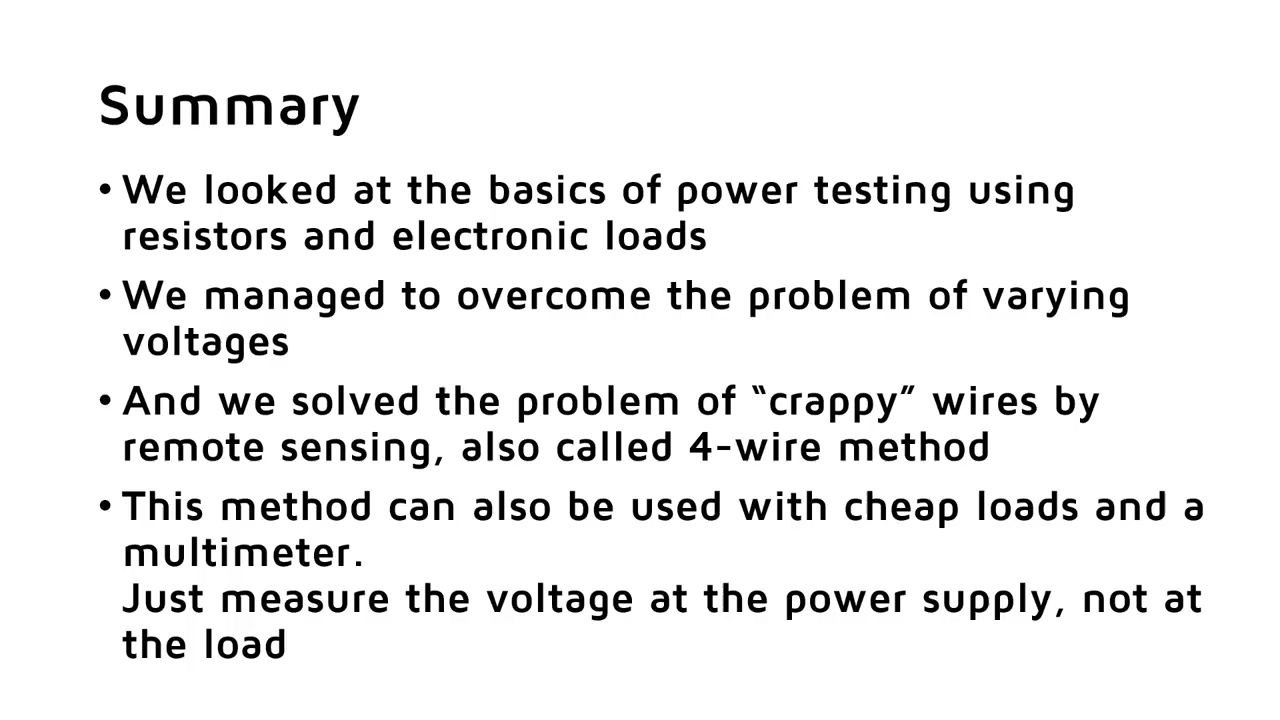 Summary
• We looked at the basics of power testing using
resistors and electronic loads
• We managed to overcome the problem of varying
voltages
• And we solved the problem of “crappy” wires by
remote sensing, also called 4-wire method
• This method can also be used with cheap loads and a
multimeter.
Just measure the voltage at the power supply, not at
the load